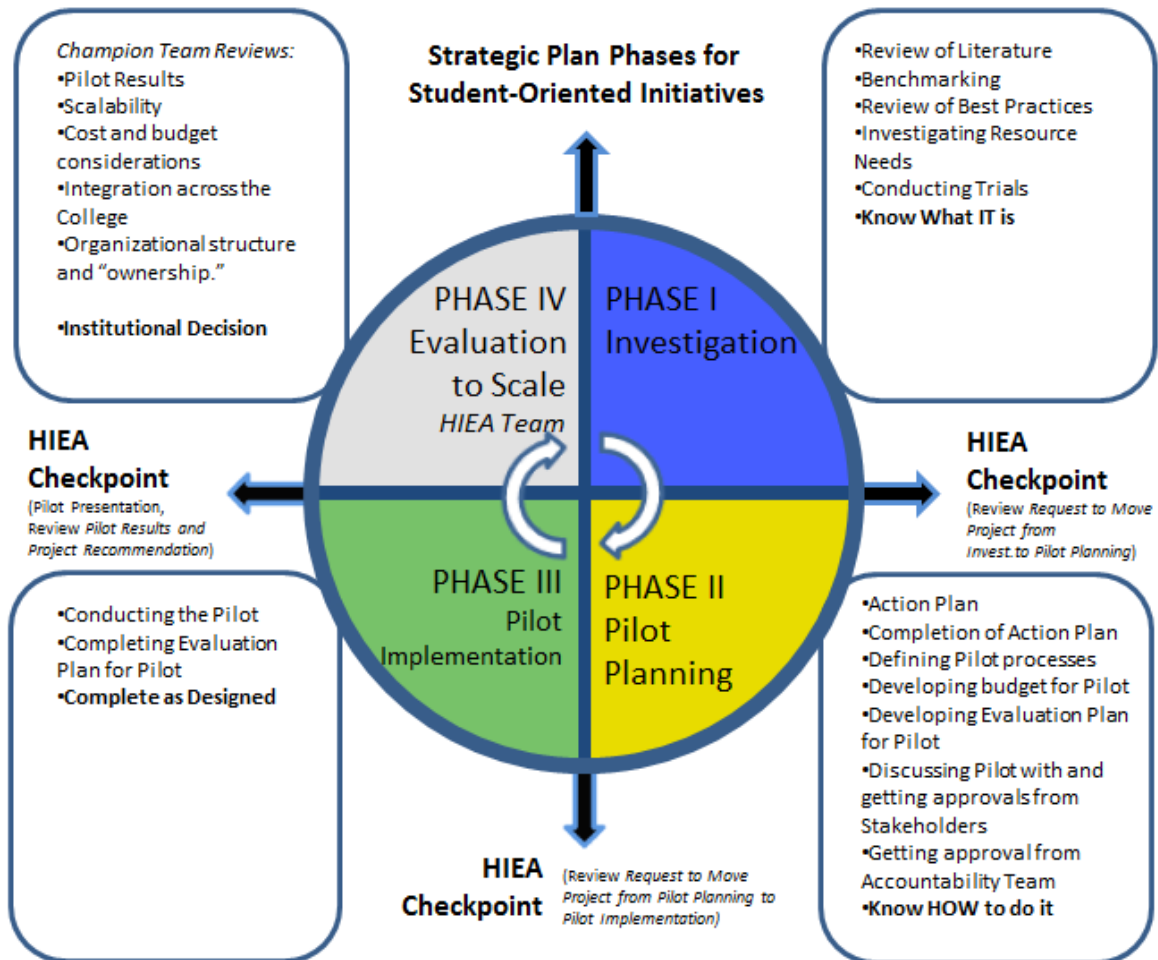 Strategic Plan Phases for
Student-Oriented Initiatives
Champion Team Reviews:
•Pilot Results
•Scalability
•Cost and budget
considerations
•Integration across the
College
•Organizational structure
and “ownership.”
•Institutional Decision
•Review of Literature
•Benchmarking
•Review of Best Practices
•Investigating Resource
Needs
•Conducting Trials
•Know What IT is
PHASE IV
Evaluation
to Scale
HIEA Team
PHASE I
Investigation
HIEA
Checkpoint
(Pilot Presentation,
Review Pilot Results and
Project Recommendation)
HIEA
Checkpoint
(Review Request to Move
Project from
Invest.to Pilot Planning)
PHASE III
Pilot
Implementation
PHASE II
Pilot
Planning
•Conducting the Pilot
•Completing Evaluation
Plan for Pilot
•Complete as Designed
•Action Plan
•Completion of Action Plan
•Defining Pilot processes
•Developing budget for Pilot
•Developing Evaluation Plan
for Pilot
•Discussing Pilot with and
getting approvals from
Stakeholders
•Getting approval from
Accountability Team
•Know HOW to do it
HIEA
Checkpoint
(Review Request to Move
Project from Pilot Planning to
Pilot Implementation)